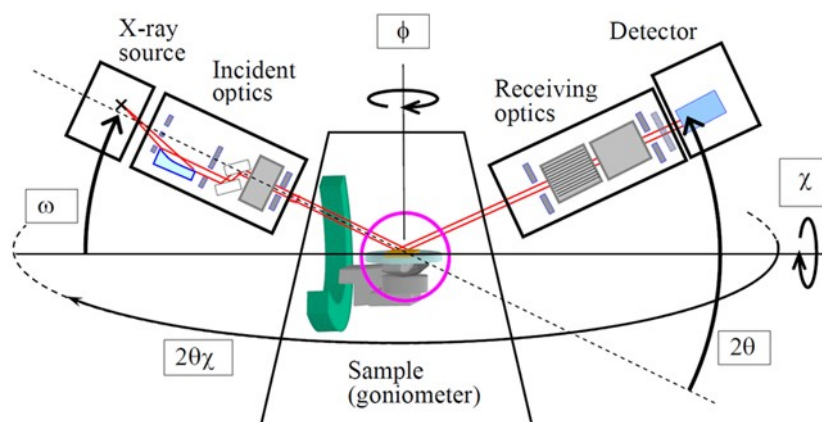 X-ray
source
Incident
optics
ϕ
Detector
Receiving
optics
χ
ω
2θχ
Sample
(goniometer)
2θ